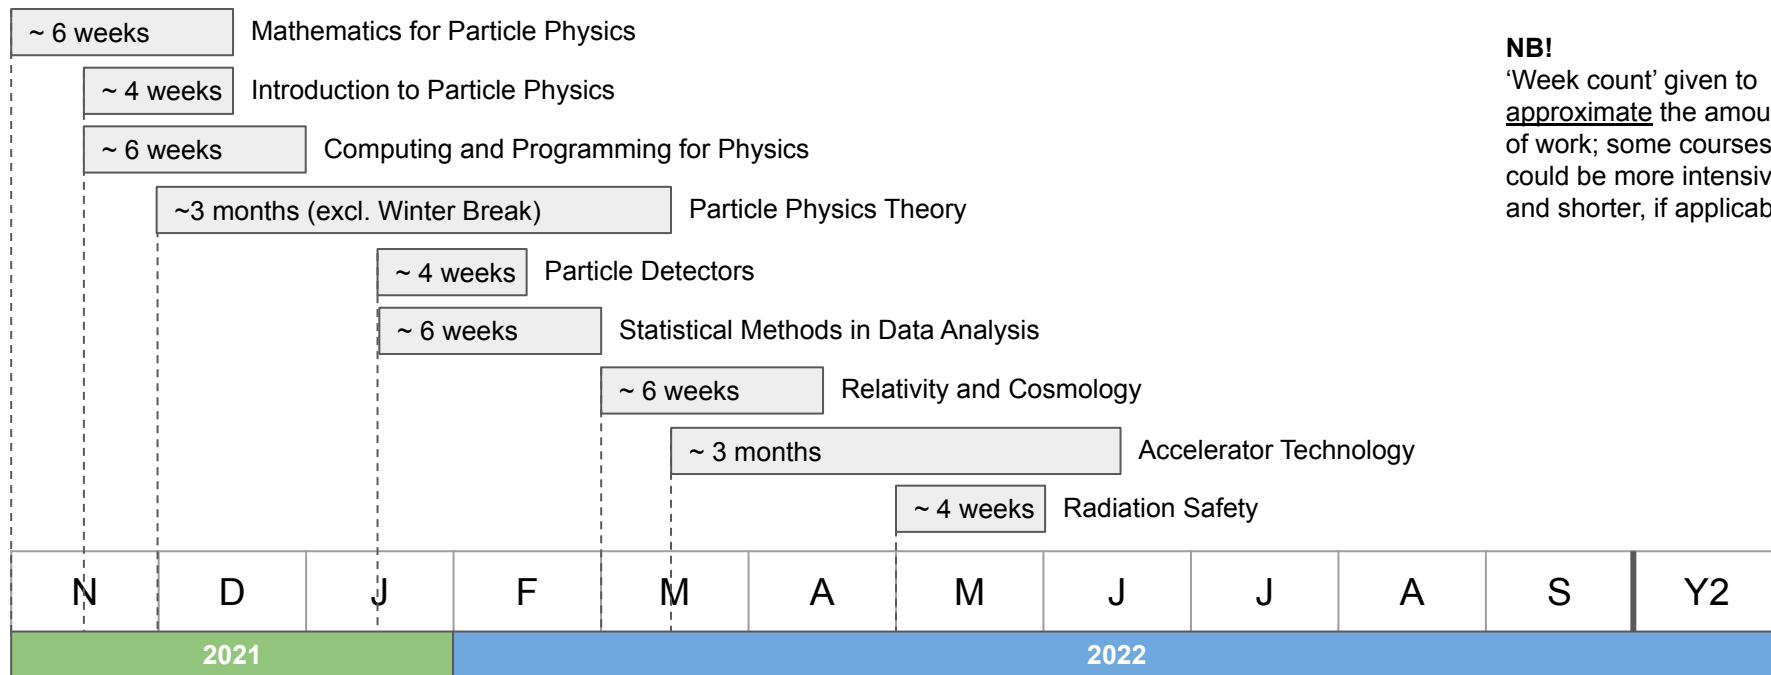 ~ 6 weeks Mathematics for Particle Physics
~ 4 weeks Introduction to Particle Physics
~ 6 weeks Computing and Programming for Physics
~3 months (excl. Winter Break) Particle Physics Theory
~ 4 weeks Particle Detectors
~ 6 weeks Statistical Methods in Data Analysis
~ 6 weeks Relativity and Cosmology
~ 3 months Accelerator Technology
~ 4 weeks Radiation Safety
NB!
‘Week count’ given to
approximate the amou
of work; some courses
could be more intensiv
and shorter, if applicab
N D J F M A M J J A S Y2
2021 2022